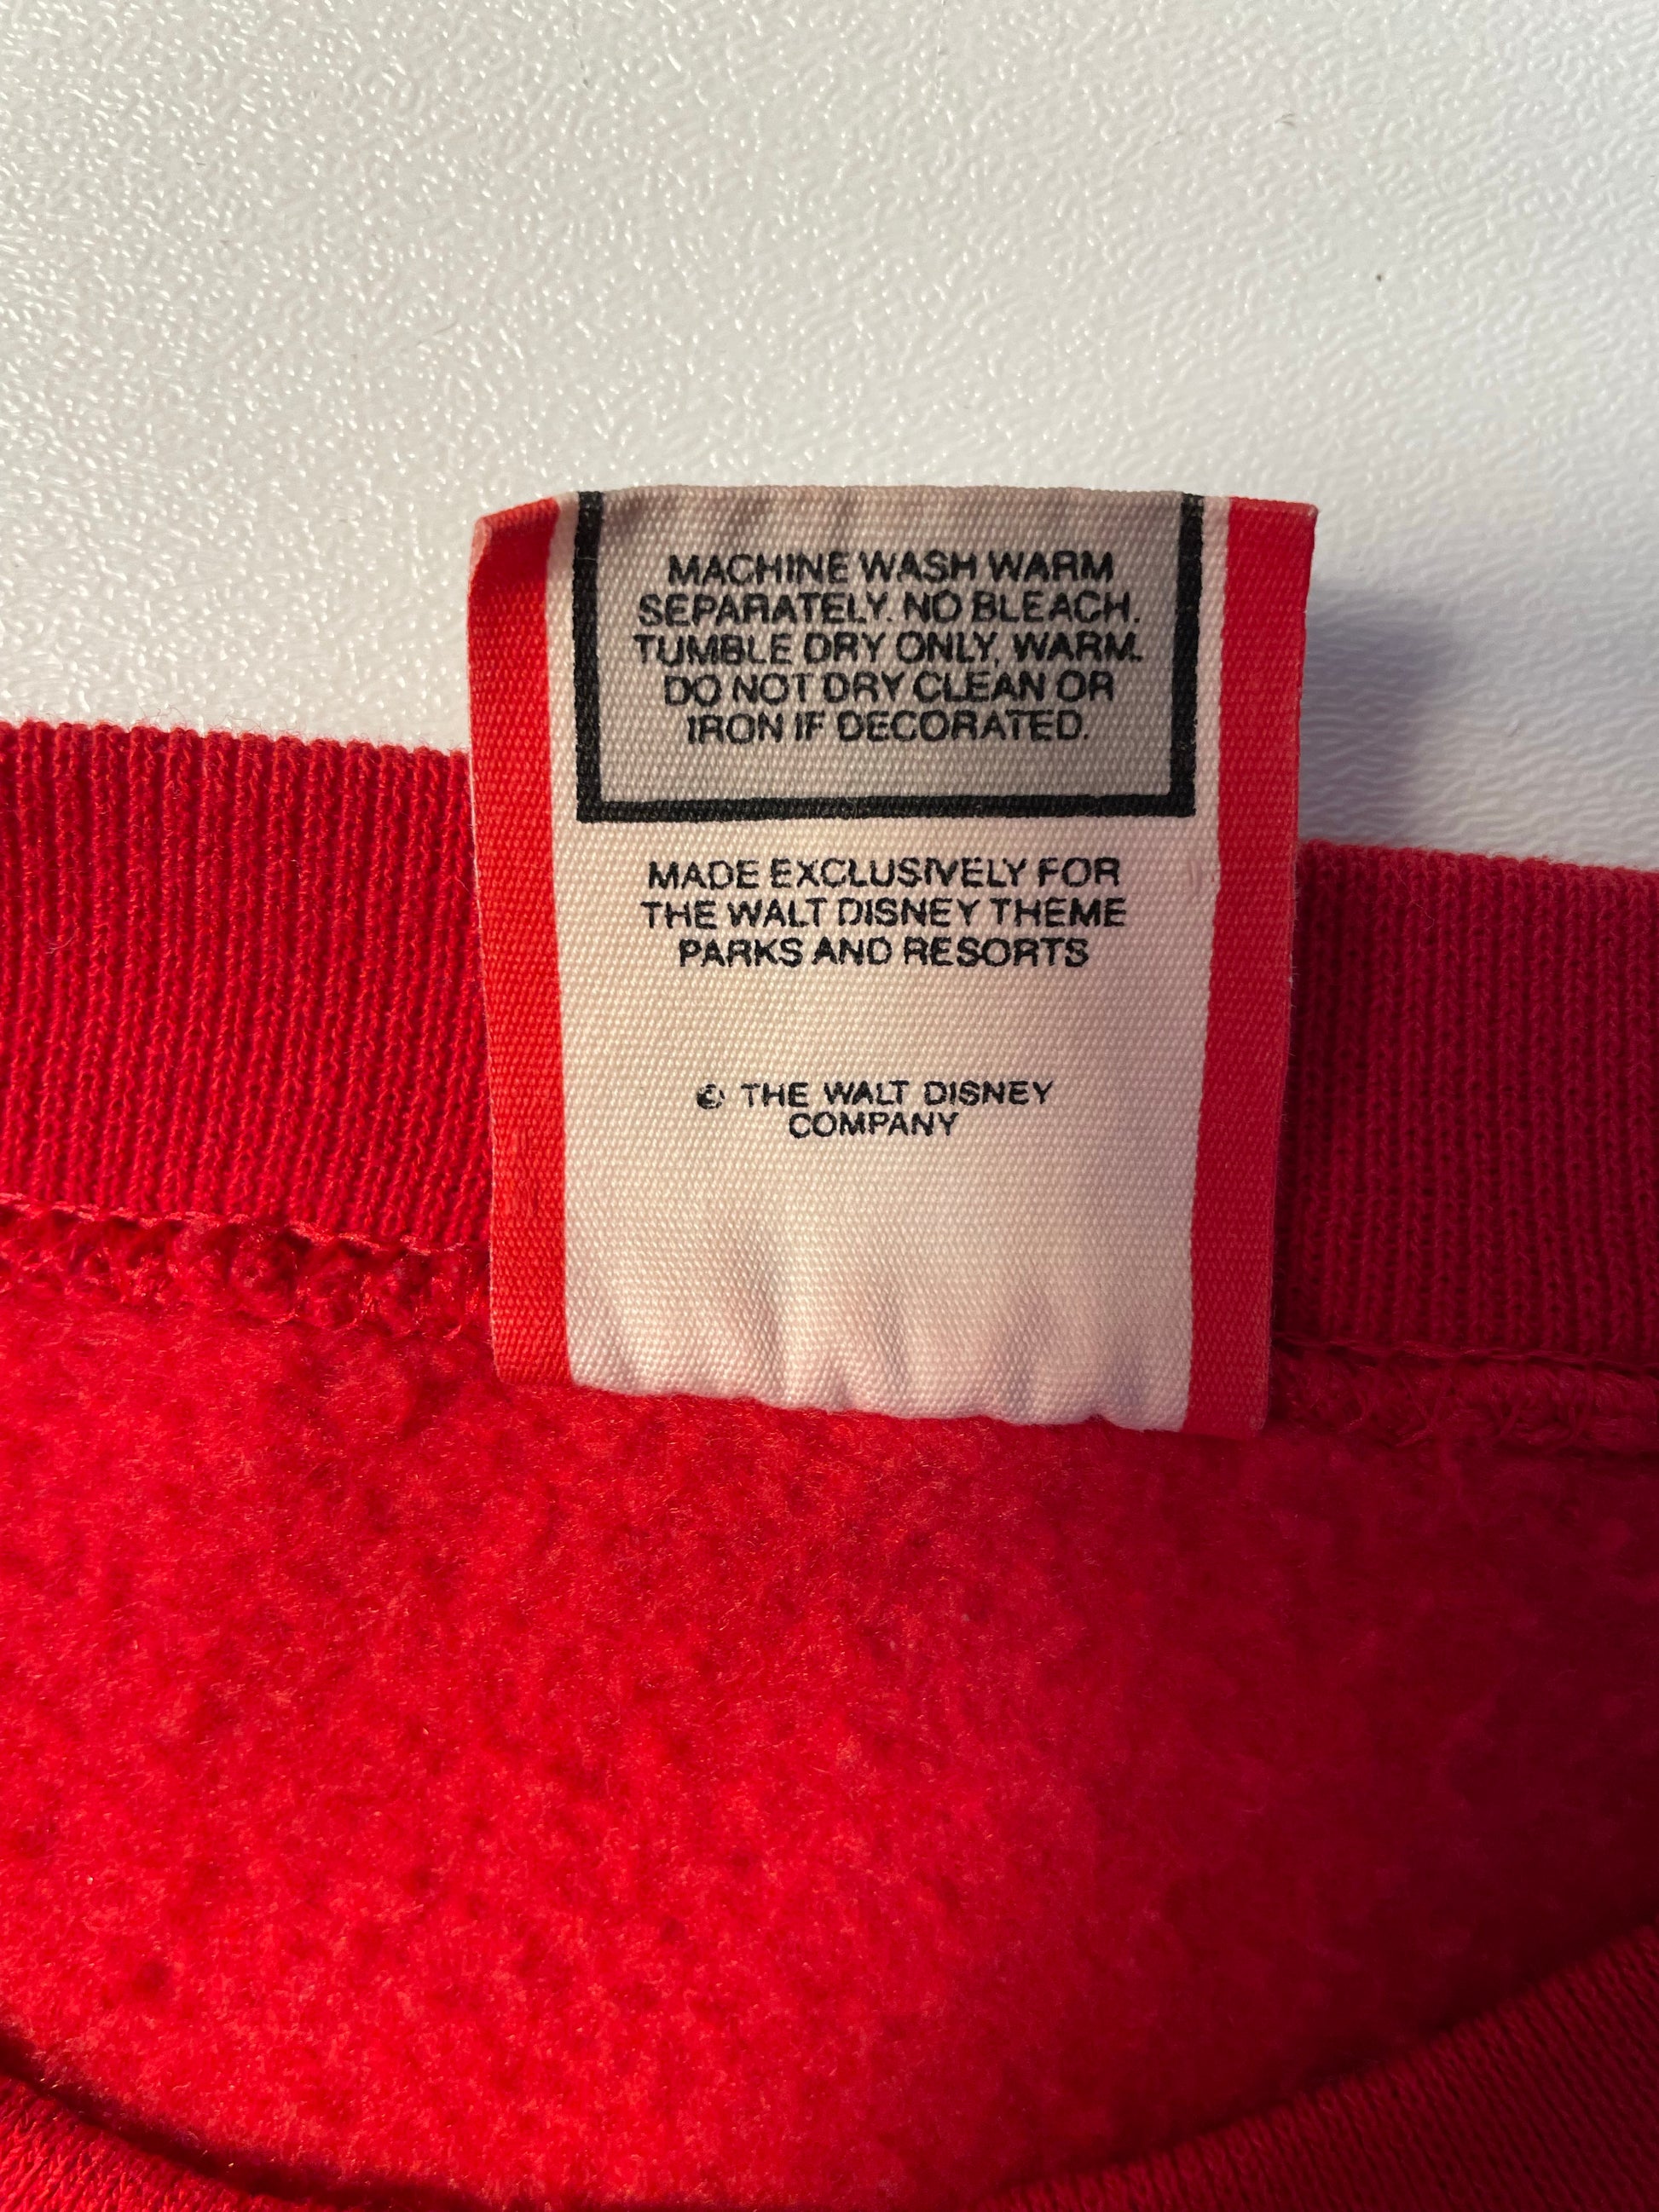 MACHINE WASH WARM
SEPARATELY. NO BLEACH.
TUMBLE DRY ONLY, WARM.
DO NOT DRY CLEAN OR
IRON IF DECORATED.
MADE EXCLUSIVELY FOR
THE WALT DISNEY THEME
PARKS AND RESORTS
© THE WALT DISNEY
COMPANY